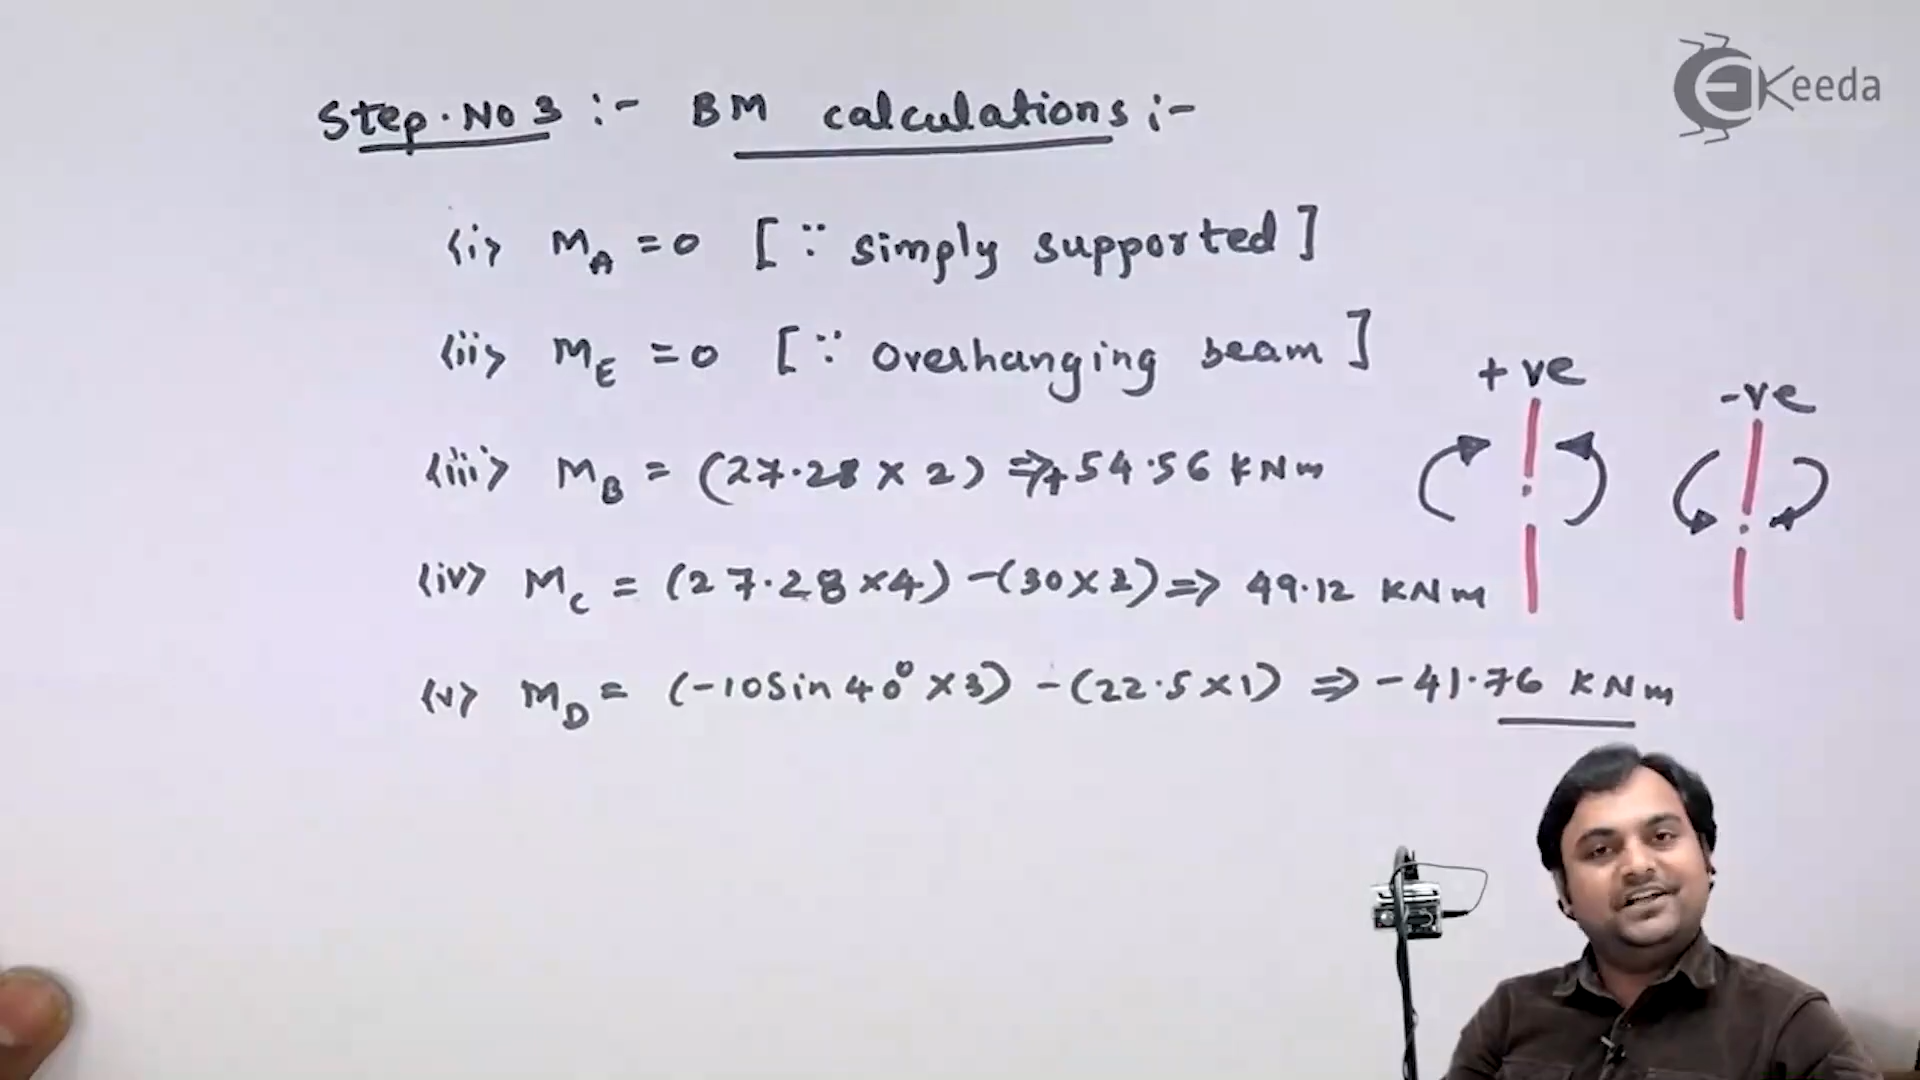 EKeeda
Step.No 3 :- BM calculations :-
(i) MA = 0 [∵ simply supported]
(ii) ME = 0 [∵ overhanging beam]
+ve
-ve
(iii) MB = (27.28 × 2) ⇒ +54.56 KNm
(iv) Mc = (27.28 × 4) - (30 × 2) ⇒ 49.12 KNm
(v) MD = (-10 sin 40° × 3) - (22.5 × 1) ⇒ -41.76 KNm